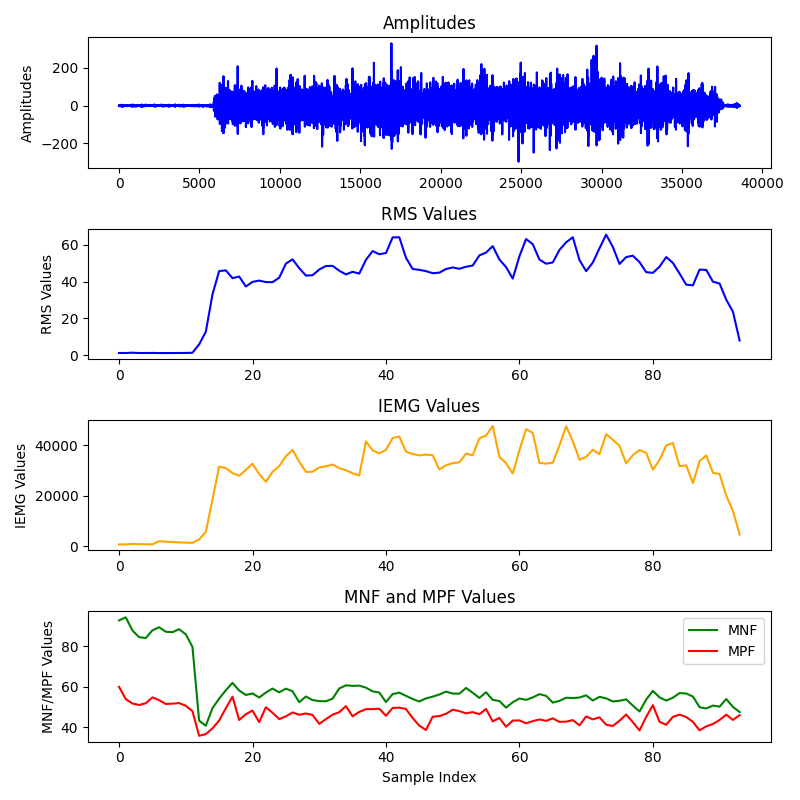 Amplitudes
Amplitudes
200
0
−200
0 5000 10000 15000 20000 25000 30000 35000 40000
RMS Values
RMS Values
60
40
20
0
0 20 40 60 80
IEMG Values
IEMG Values
40000
20000
0
0 20 40 60 80
MNF and MPF Values
MNF/MPF Values
80
60
40
MNF
MPF
0 20 40 60 80
Sample Index